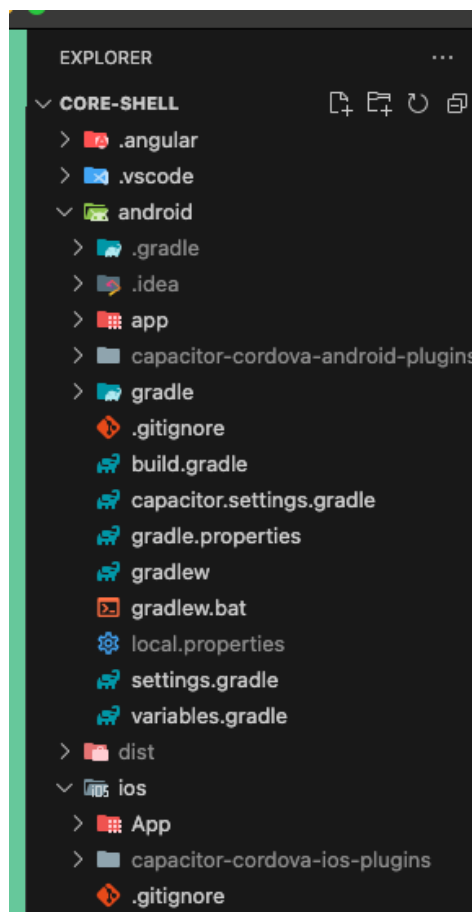 EXPLORER
CORE-SHELL
.angular
.vscode
android
.gradle
.idea
app
capacitor-cordova-android-plugins
gradle
.gitignore
build.gradle
capacitor.settings.gradle
gradle.properties
gradlew
gradlew.bat
local.properties
settings.gradle
variables.gradle
dist
iOS ios
App
capacitor-cordova-ios-plugins
.gitignore